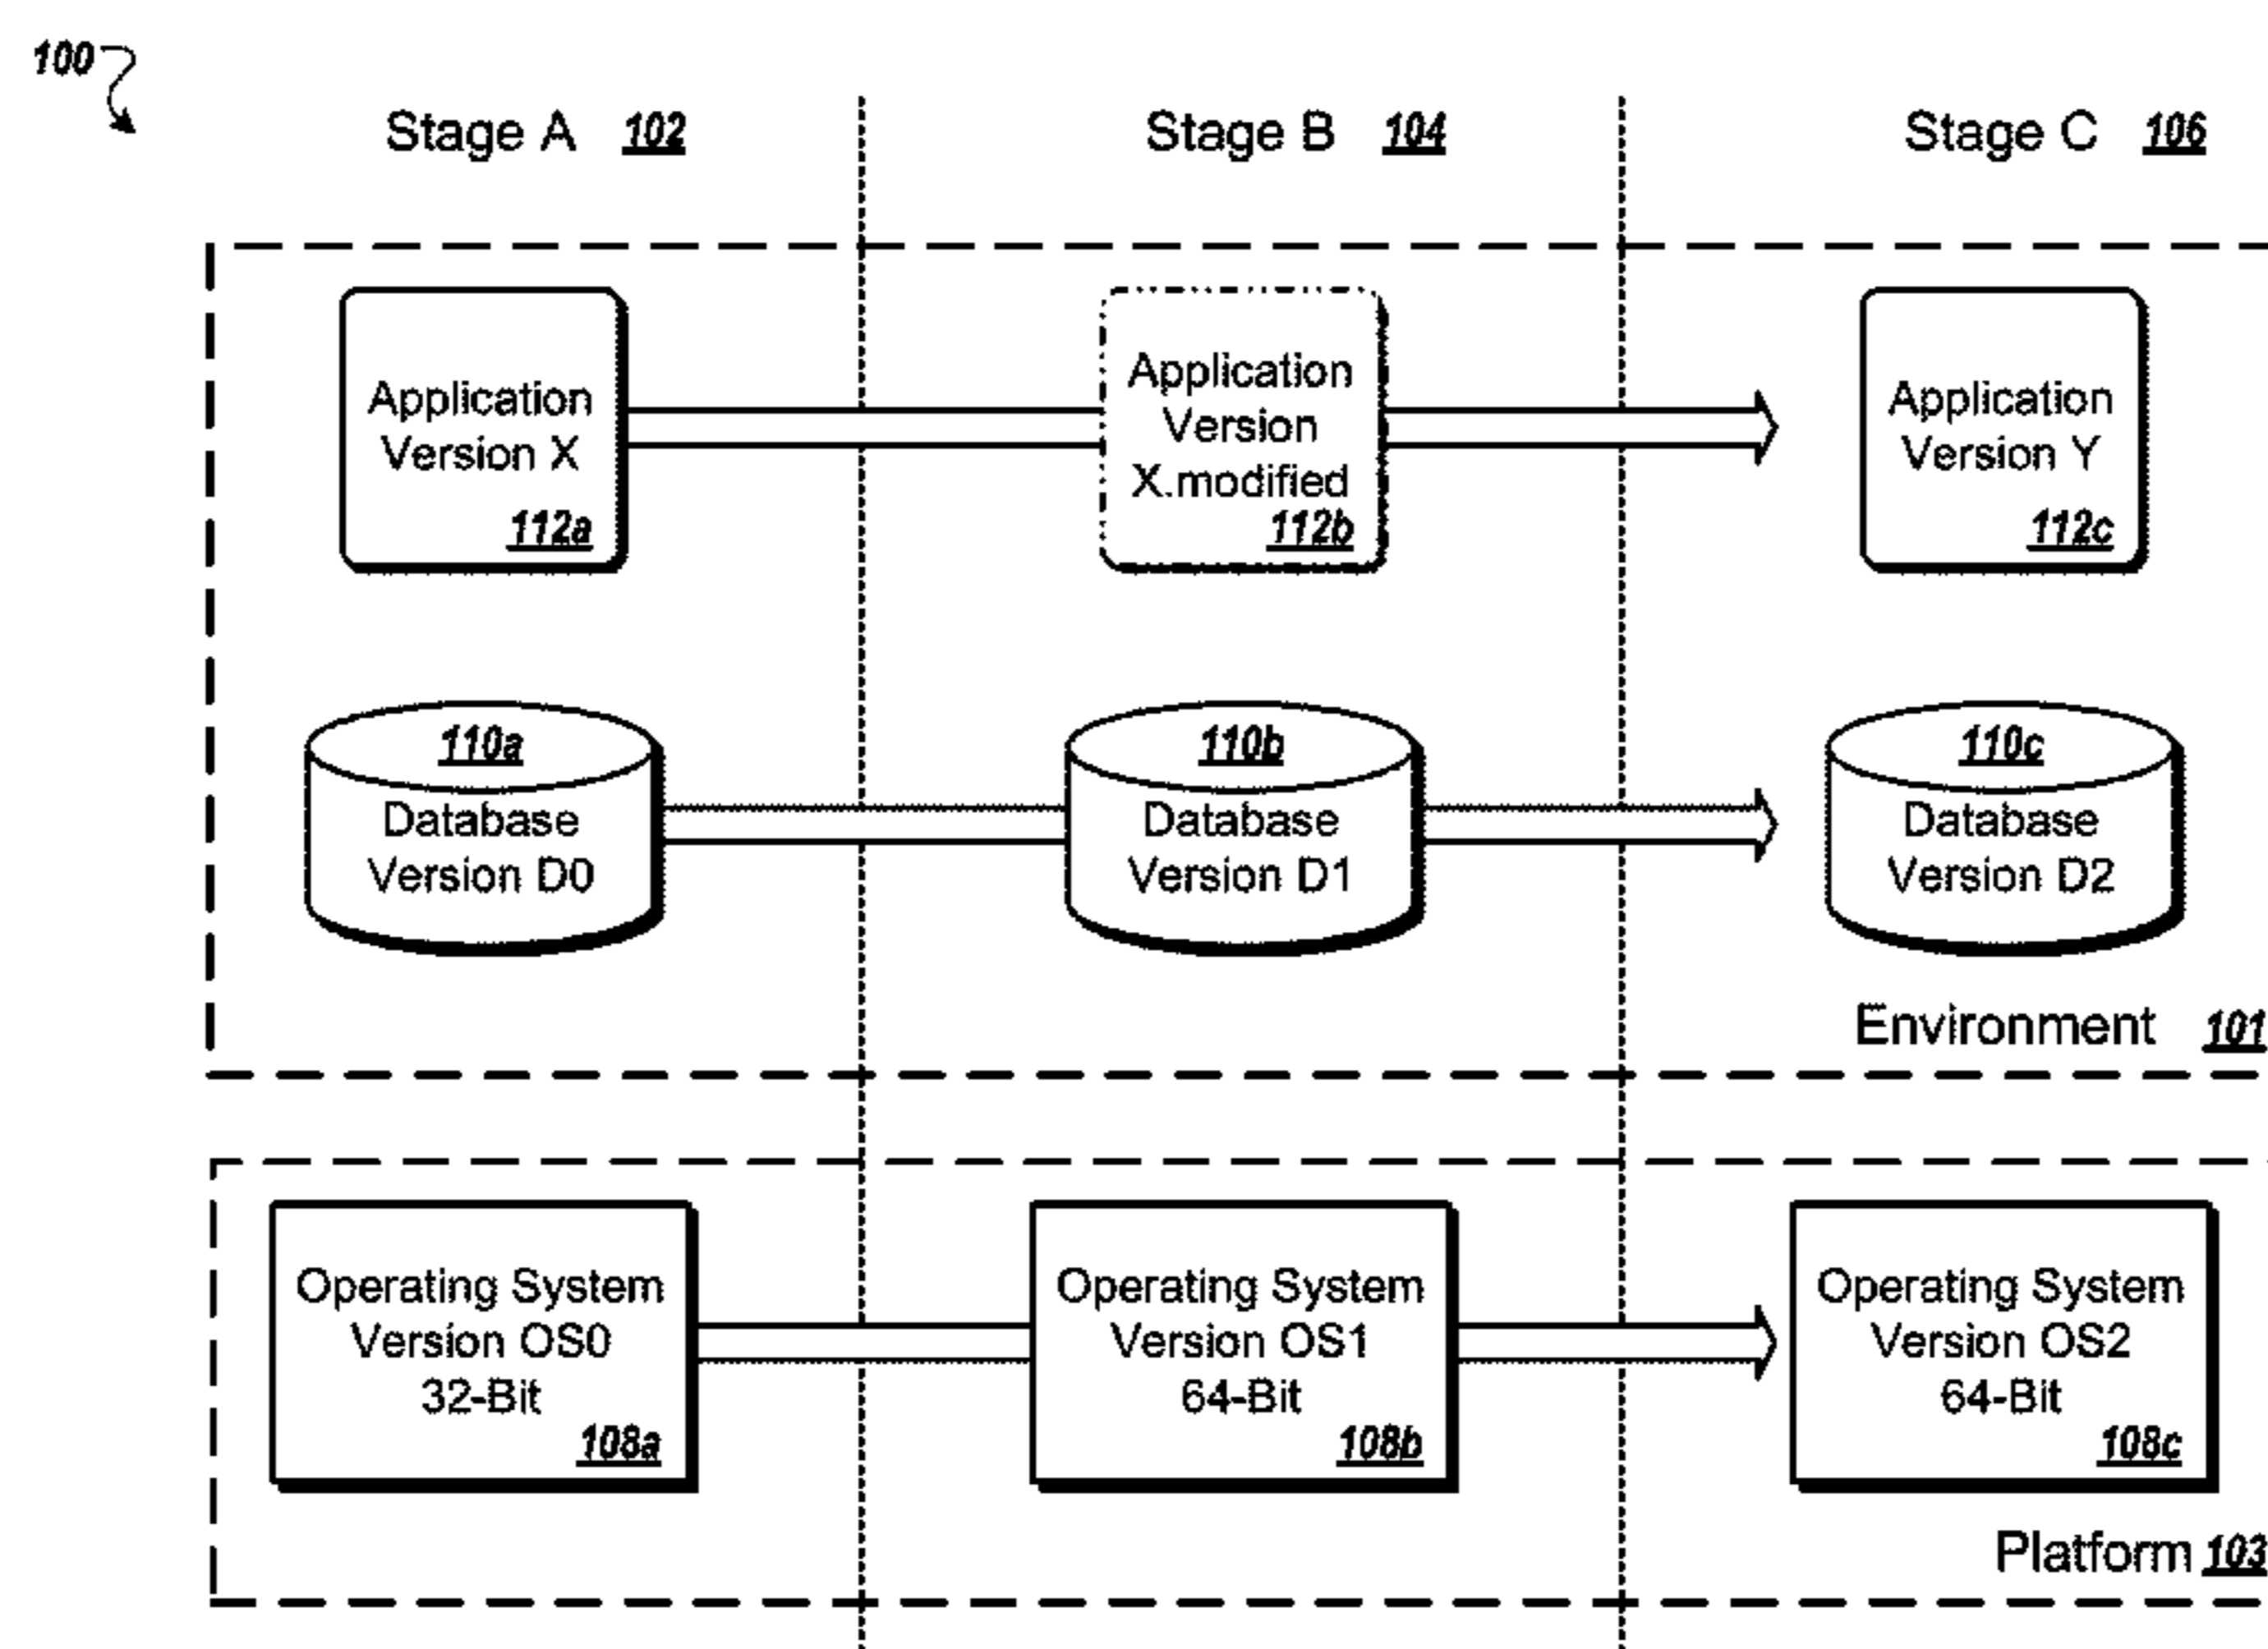 100
Stage A 102
Stage B 104
Stage C 106
Application
Version X
112a
Application
Version
X.modified
112b
Application
Version Y
112c
110a
Database
Version D0
110b
Database
Version D1
110c
Database
Version D2
Environment 101
Operating System
Version OS0
32-Bit
108a
Operating System
Version OS1
64-Bit
108b
Operating System
Version OS2
64-Bit
108c
Platform 103